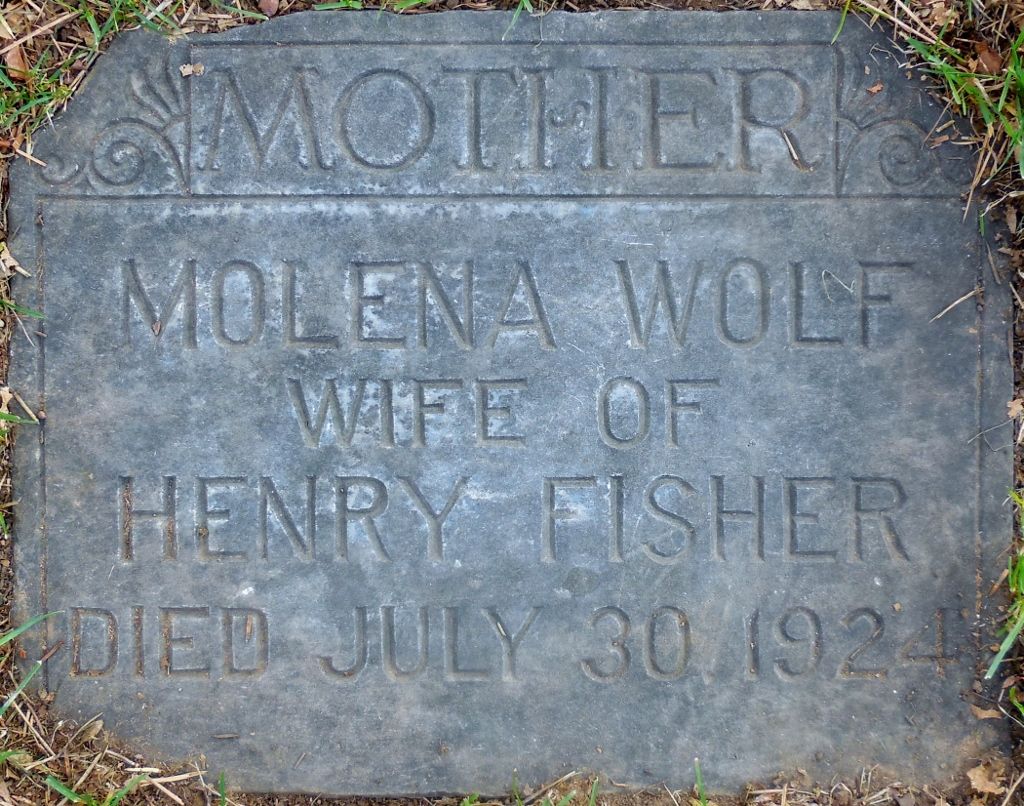 MOTHER
MOLENA WOLF
WIFE OF
HENRY FISHER
DIED JULY 30, 1924